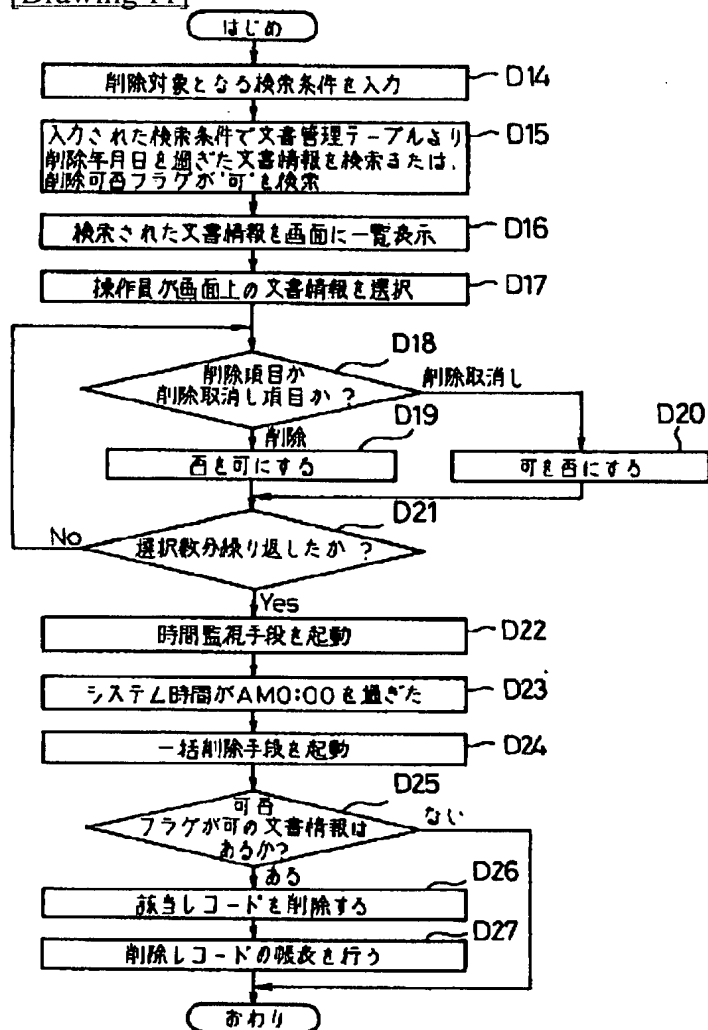 [Drawing 11]
はじめ
削除対象となる検索条件を入力
D14
入力された検索条件で文書管理テーブルより
削除年月日を過ぎた文書情報を検索または、
削除可否フラグが'可'を検索
D15
検索された文書情報を画面に一覧表示
D16
操作員が画面上の文書情報を選択
D17
D18
削除項目か
削除取消し項目か?
削除取消し
削除
D19
否を可にする
D20
可を否にする
D21
選択数分繰り返したか?
No
Yes
時間監視手段を起動
D22
システム時間がAM0:00を過ぎた
D23
一括削除手段を起動
D24
D25
可否
フラグが可の文書情報は
あるか?
ない
ある
D26
該当レコードを削除する
D27
削除レコードの帳表を行う
おわり